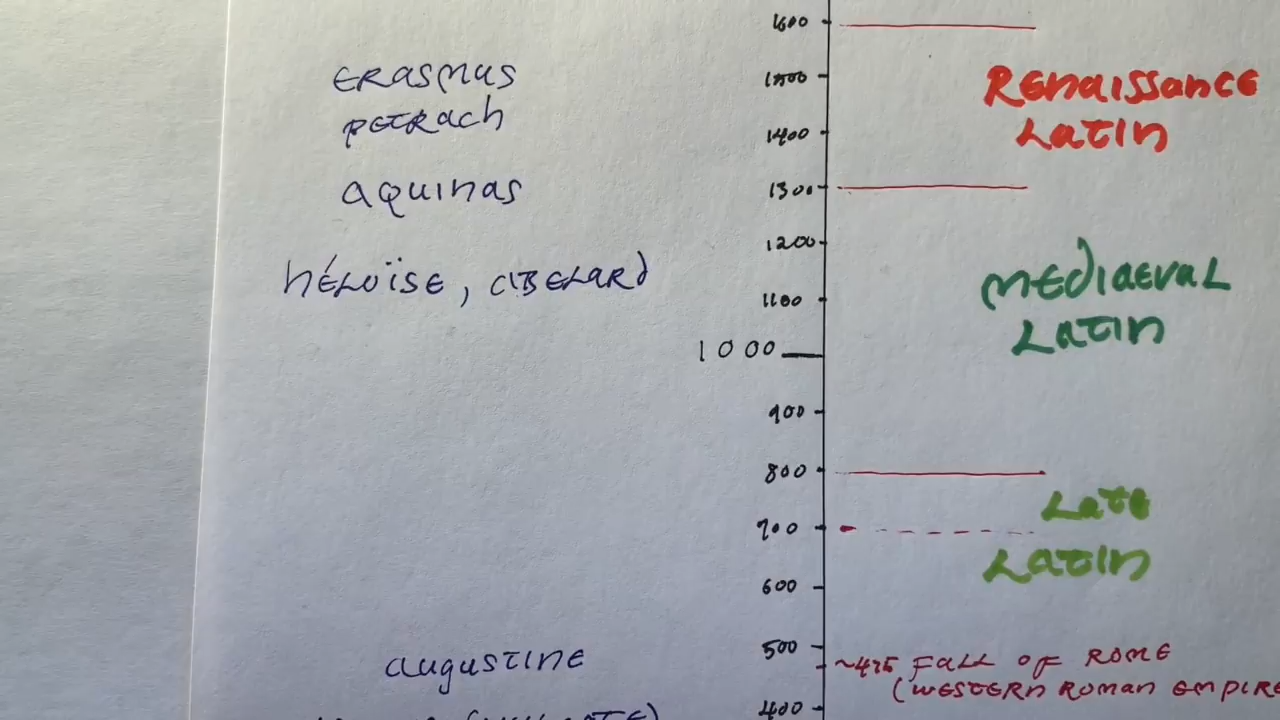 1600
ERASMUS
1500
RENAISSANCE
PETRACH
1400
LATIN
AQUINAS
1300
1200
HÉLOÏSE, ABELARD
MEDIAEVAL
1100
LATIN
1000
900
800
LATE
700
LATIN
600
500
AUGUSTINE
~475 FALL OF ROME
(WESTERN ROMAN EMPIRE
400